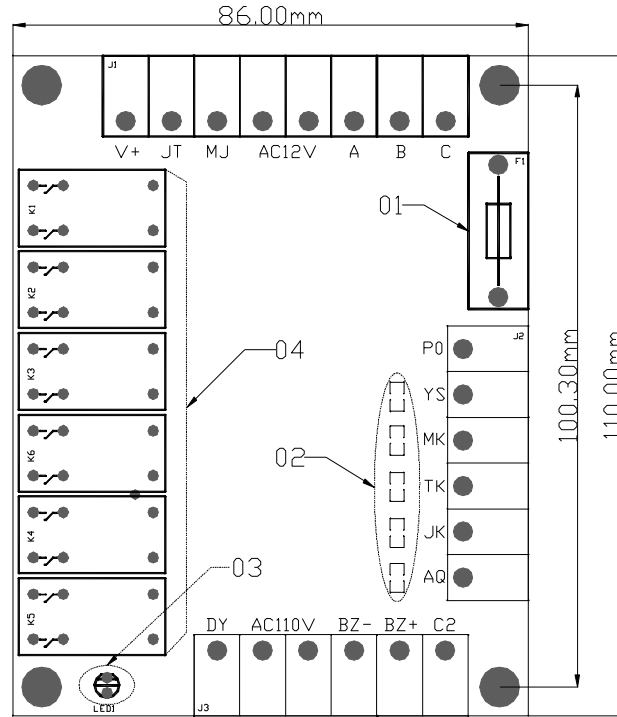 86.00mm
J1
V+ JT MJ AC12V A B C
F1
01
K1
K2
J2
P0
K3
04
YS
100.30mm
110.00mm
MK
K6
02
TK
K4
JK
03
AQ
K5
DY AC110V BZ- BZ+ C2
LED1
J3